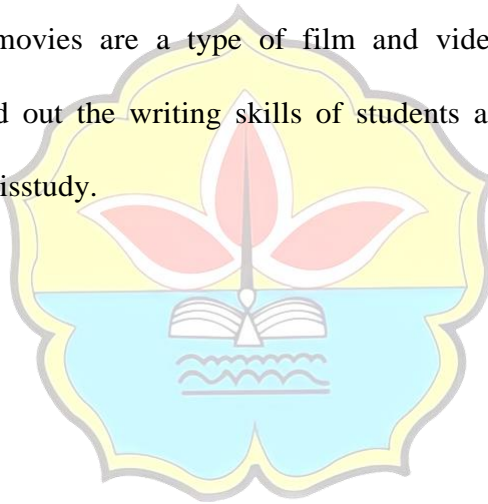 movies are a type of film and vide
d out the writing skills of students a
isstudy.